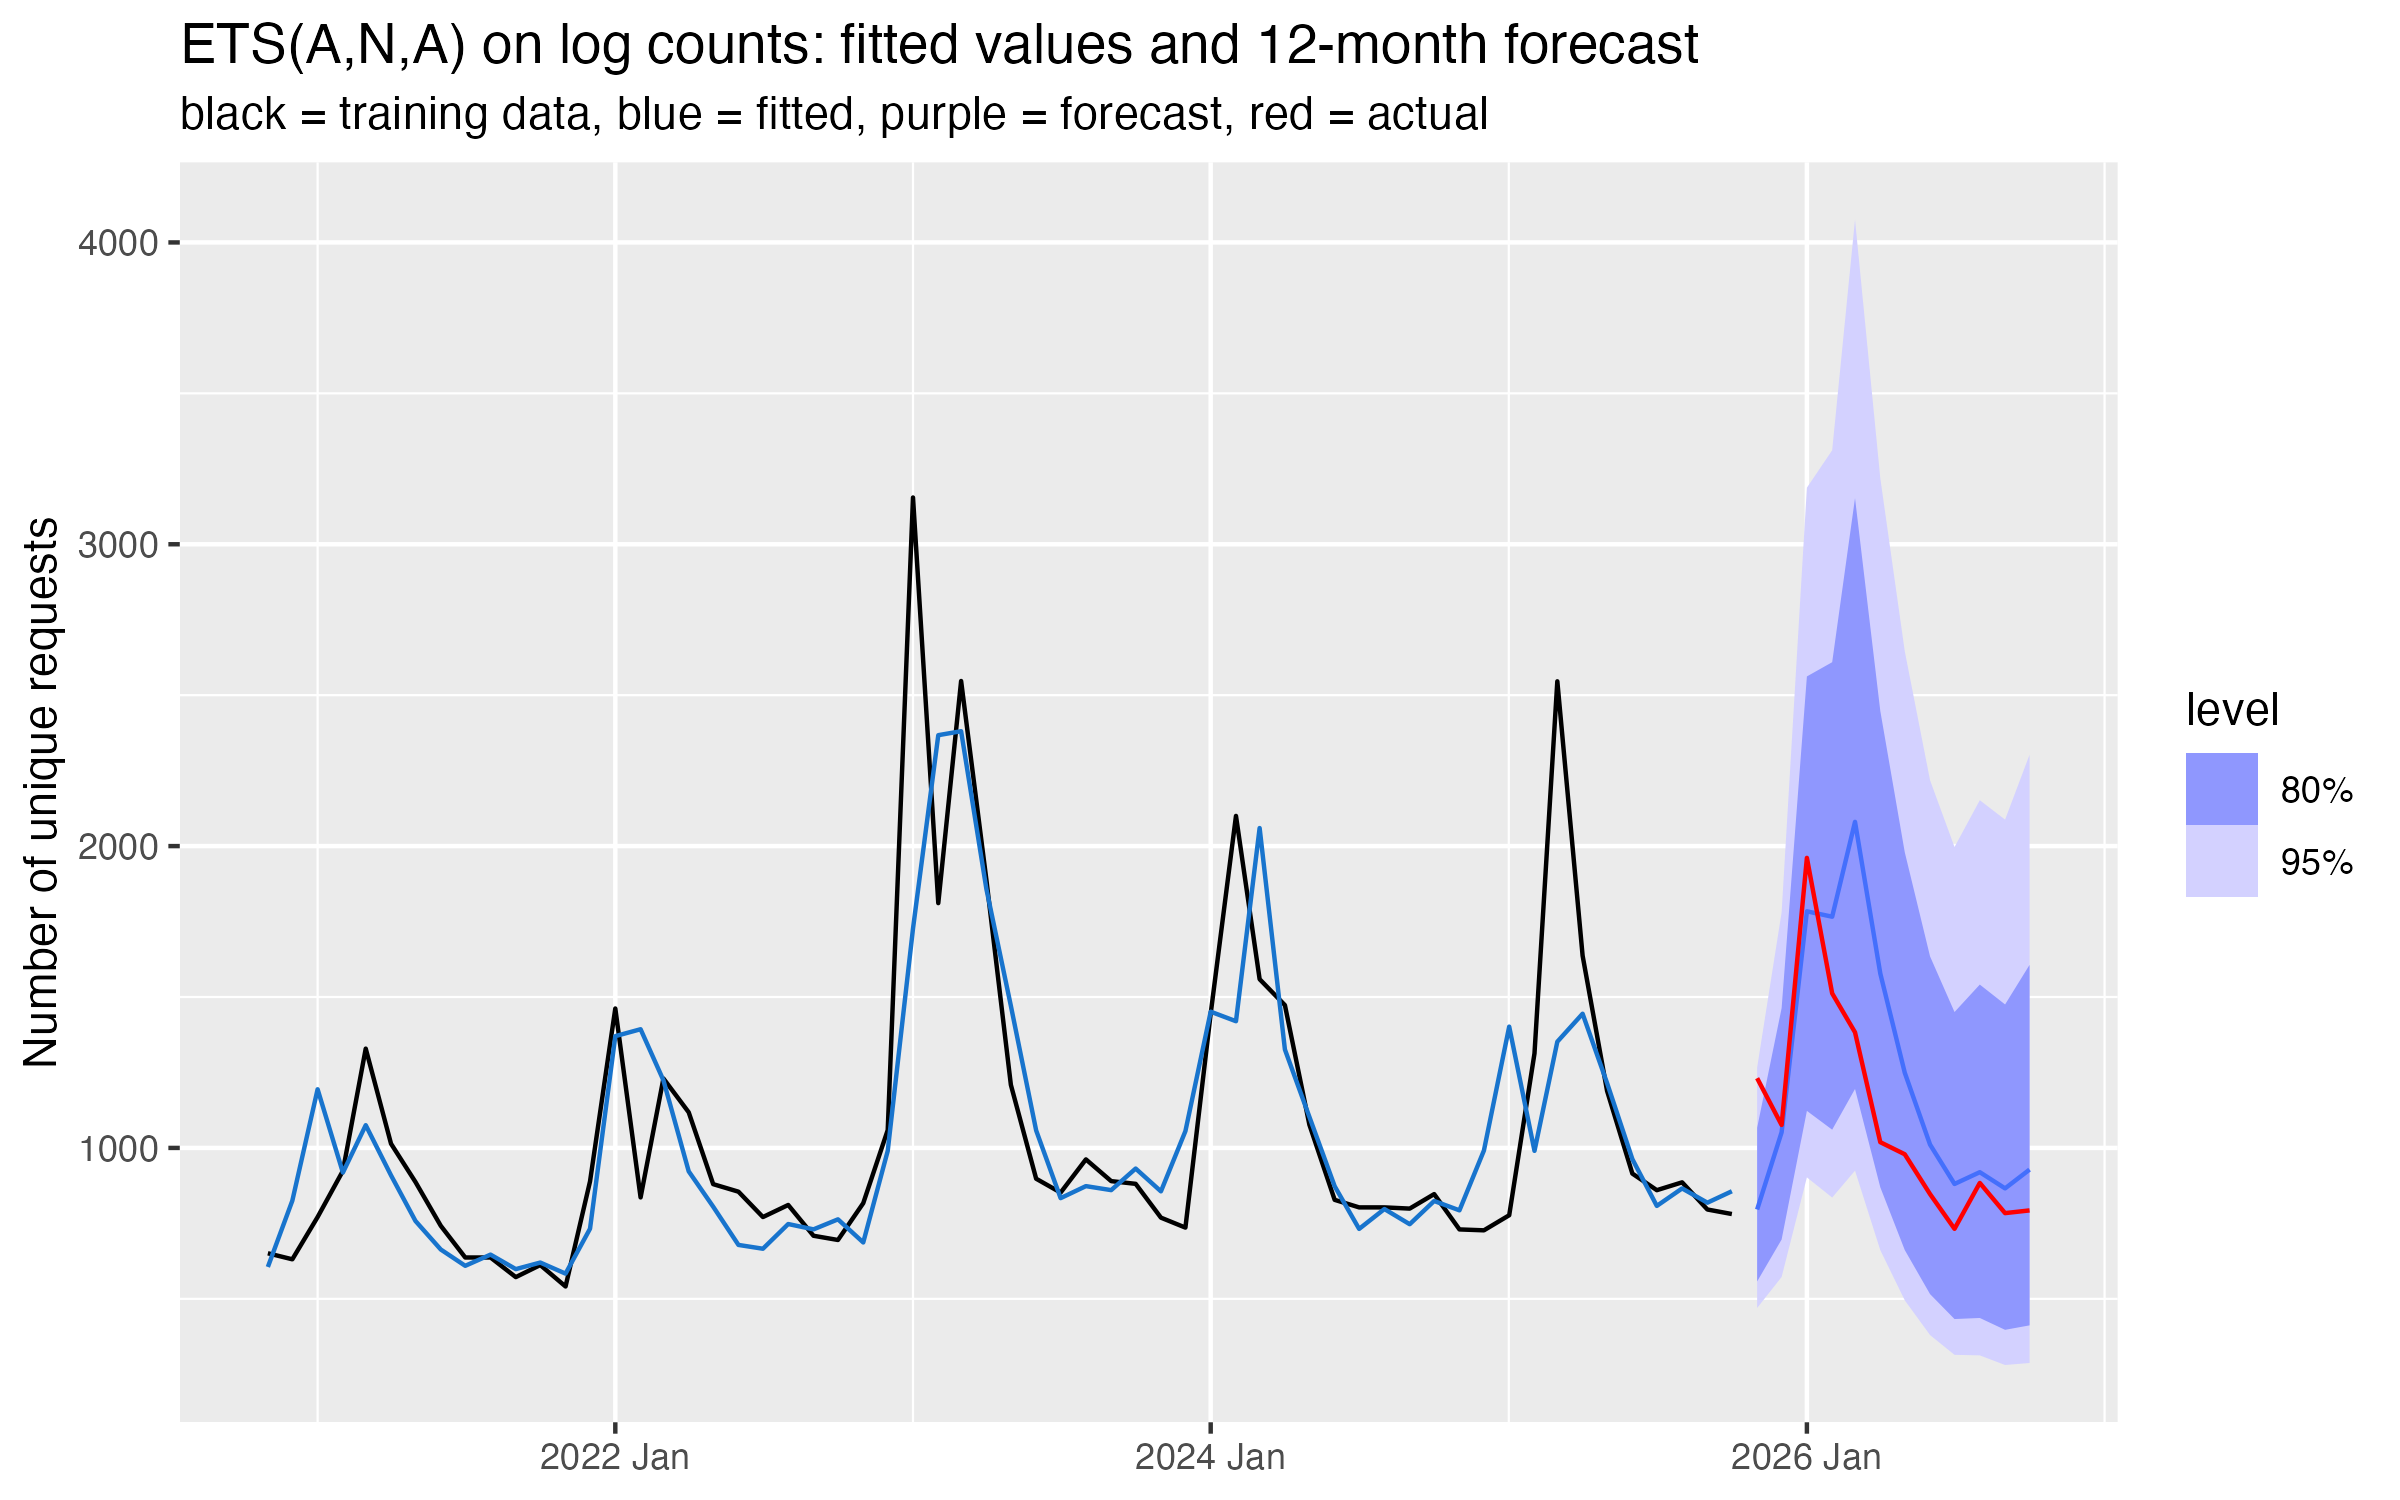 ETS(A,N,A) on log counts: fitted values and 12-month forecast
black = training data, blue = fitted, purple = forecast, red = actual
Number of unique requests
4000
3000
2000
1000
2022 Jan
2024 Jan
2026 Jan
level
80%
95%